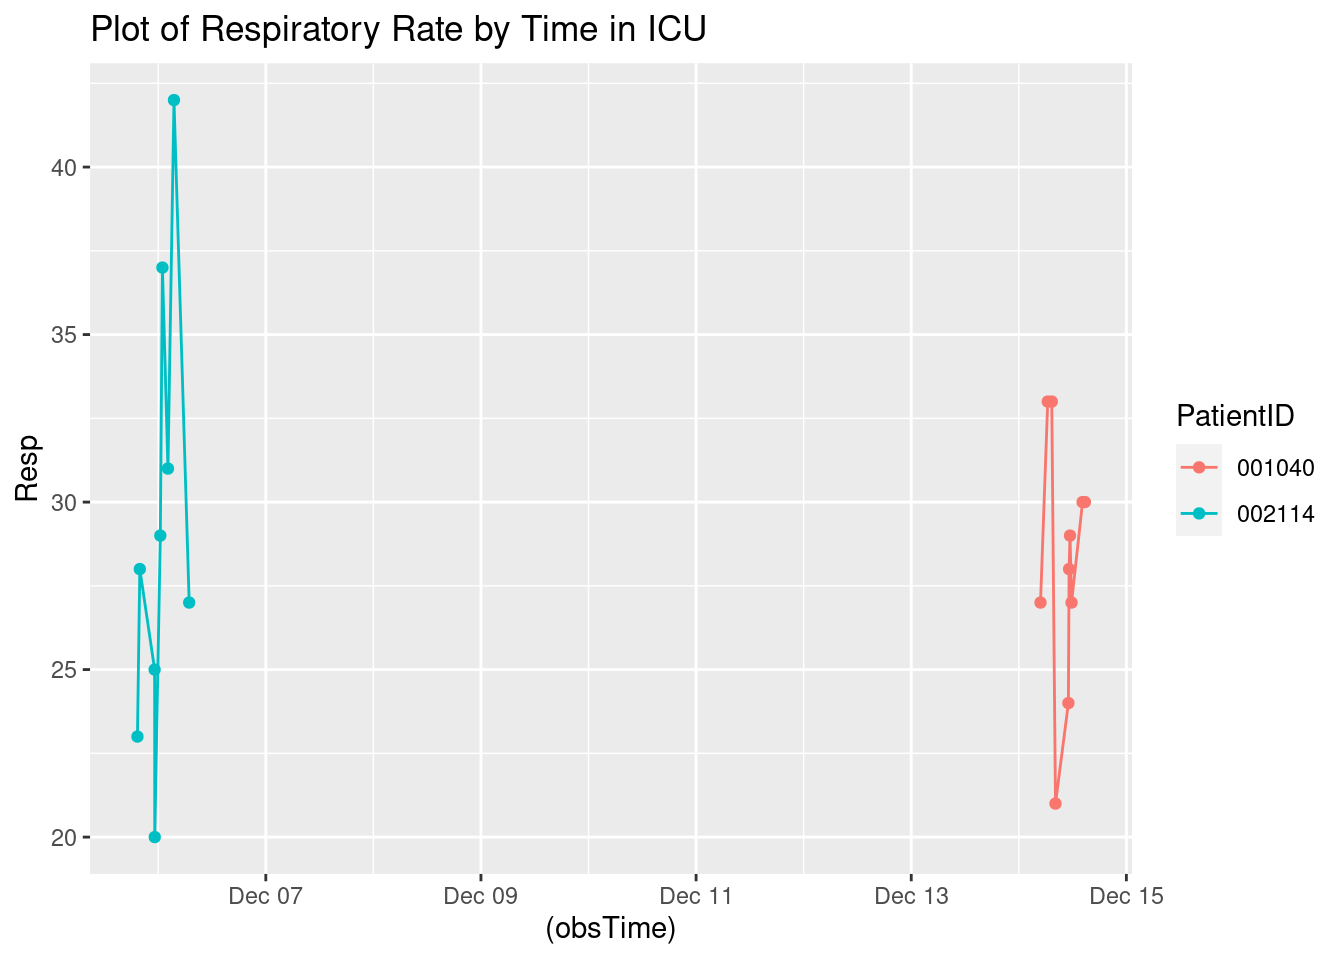 Plot of Respiratory Rate by Time in ICU
Resp
40
35
30
25
20
Dec 07 Dec 09 Dec 11 Dec 13 Dec 15
(obsTime)
PatientID
001040
002114